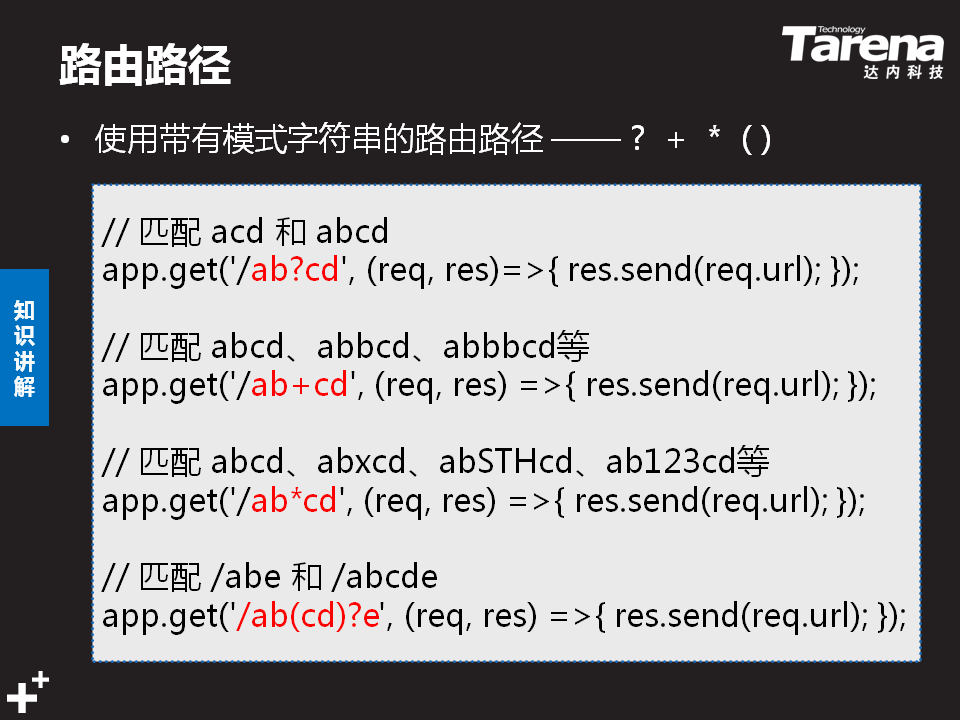 路由路径
Technology
Tarena
达内科技
• 使用带有模式字符串的路由路径 —— ? + * ()
知识讲解
// 匹配 acd 和 abcd
app.get('/ab?cd', (req, res)=>{ res.send(req.url); });
// 匹配 abcd、abbcd、abbbcd等
app.get('/ab+cd', (req, res) =>{ res.send(req.url); });
// 匹配 abcd、abxcd、abSTHcd、ab123cd等
app.get('/ab*cd', (req, res) =>{ res.send(req.url); });
// 匹配 /abe 和 /abcde
app.get('/ab(cd)?e', (req, res) =>{ res.send(req.url); });